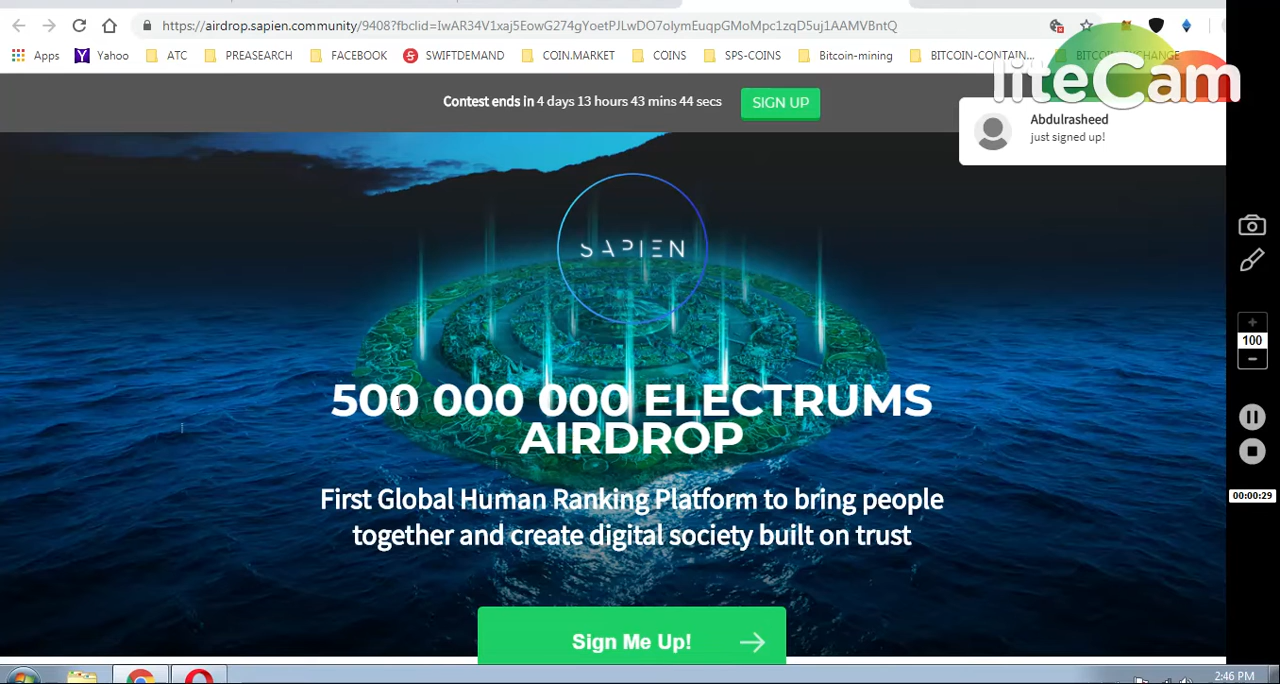 https://airdrop.sapien.community/9408?fbclid=IwAR34V1xaj5EowG274gYoetPJLwDO7olymEuqpGMoMpc1zqD5uj1AAMVBntQ
Apps Yahoo ATC PREASEARCH FACEBOOK SWIFTDEMAND COIN.MARKET COINS SPS-COINS Bitcoin-mining BITCOIN-CONTAIN... BITCOIN-EXCHANGE
liteCam
Contest ends in 4 days 13 hours 43 mins 44 secs SIGN UP
Abdulrasheed
just signed up!
SAPIEN
100
500 000 000 ELECTRUMS
AIRDROP
First Global Human Ranking Platform to bring people
together and create digital society built on trust
00:00:29
Sign Me Up!
2:46 PM